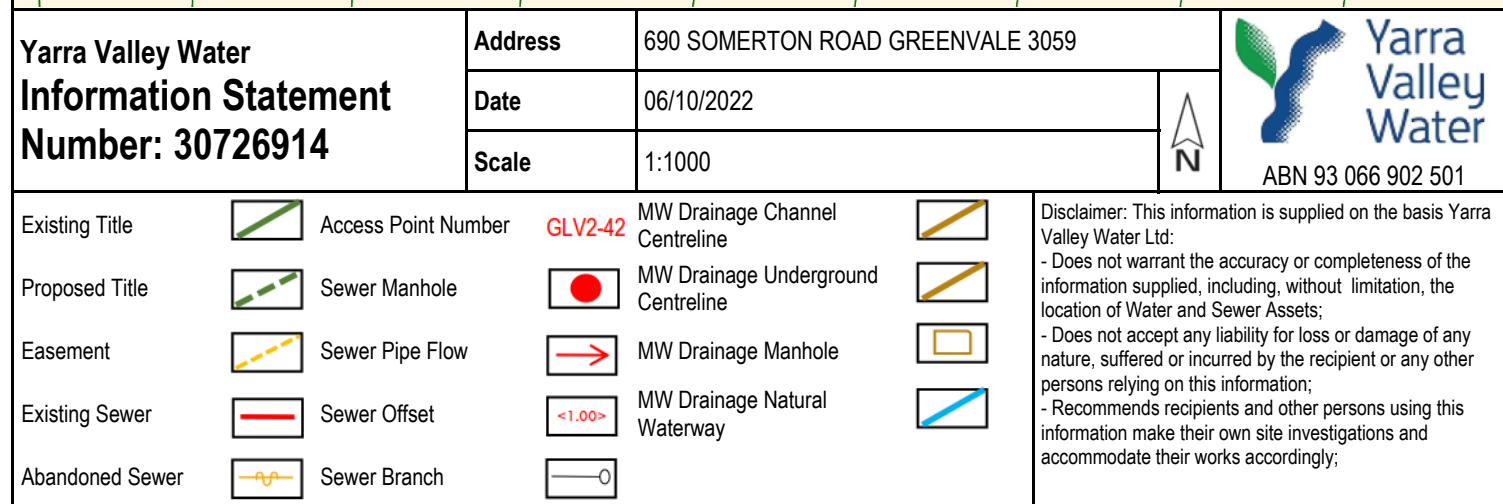 Yarra Valley Water
Information Statement
Number: 30726914
Address
690 SOMERTON ROAD GREENVALE 3059
Date
06/10/2022
Scale
1:1000
N
Yarra
Valley
Water
ABN 93 066 902 501
Existing Title
Proposed Title
Easement
Existing Sewer
Abandoned Sewer
Access Point Number
GLV2-42
Sewer Manhole
Sewer Pipe Flow
Sewer Offset
<1.00>
Sewer Branch
MW Drainage Channel
Centreline
MW Drainage Underground
Centreline
MW Drainage Manhole
MW Drainage Natural
Waterway
Disclaimer: This information is supplied on the basis Yarra
Valley Water Ltd:
- Does not warrant the accuracy or completeness of the
information supplied, including, without limitation, the
location of Water and Sewer Assets;
- Does not accept any liability for loss or damage of any
nature, suffered or incurred by the recipient or any other
persons relying on this information;
- Recommends recipients and other persons using this
information make their own site investigations and
accommodate their works accordingly;